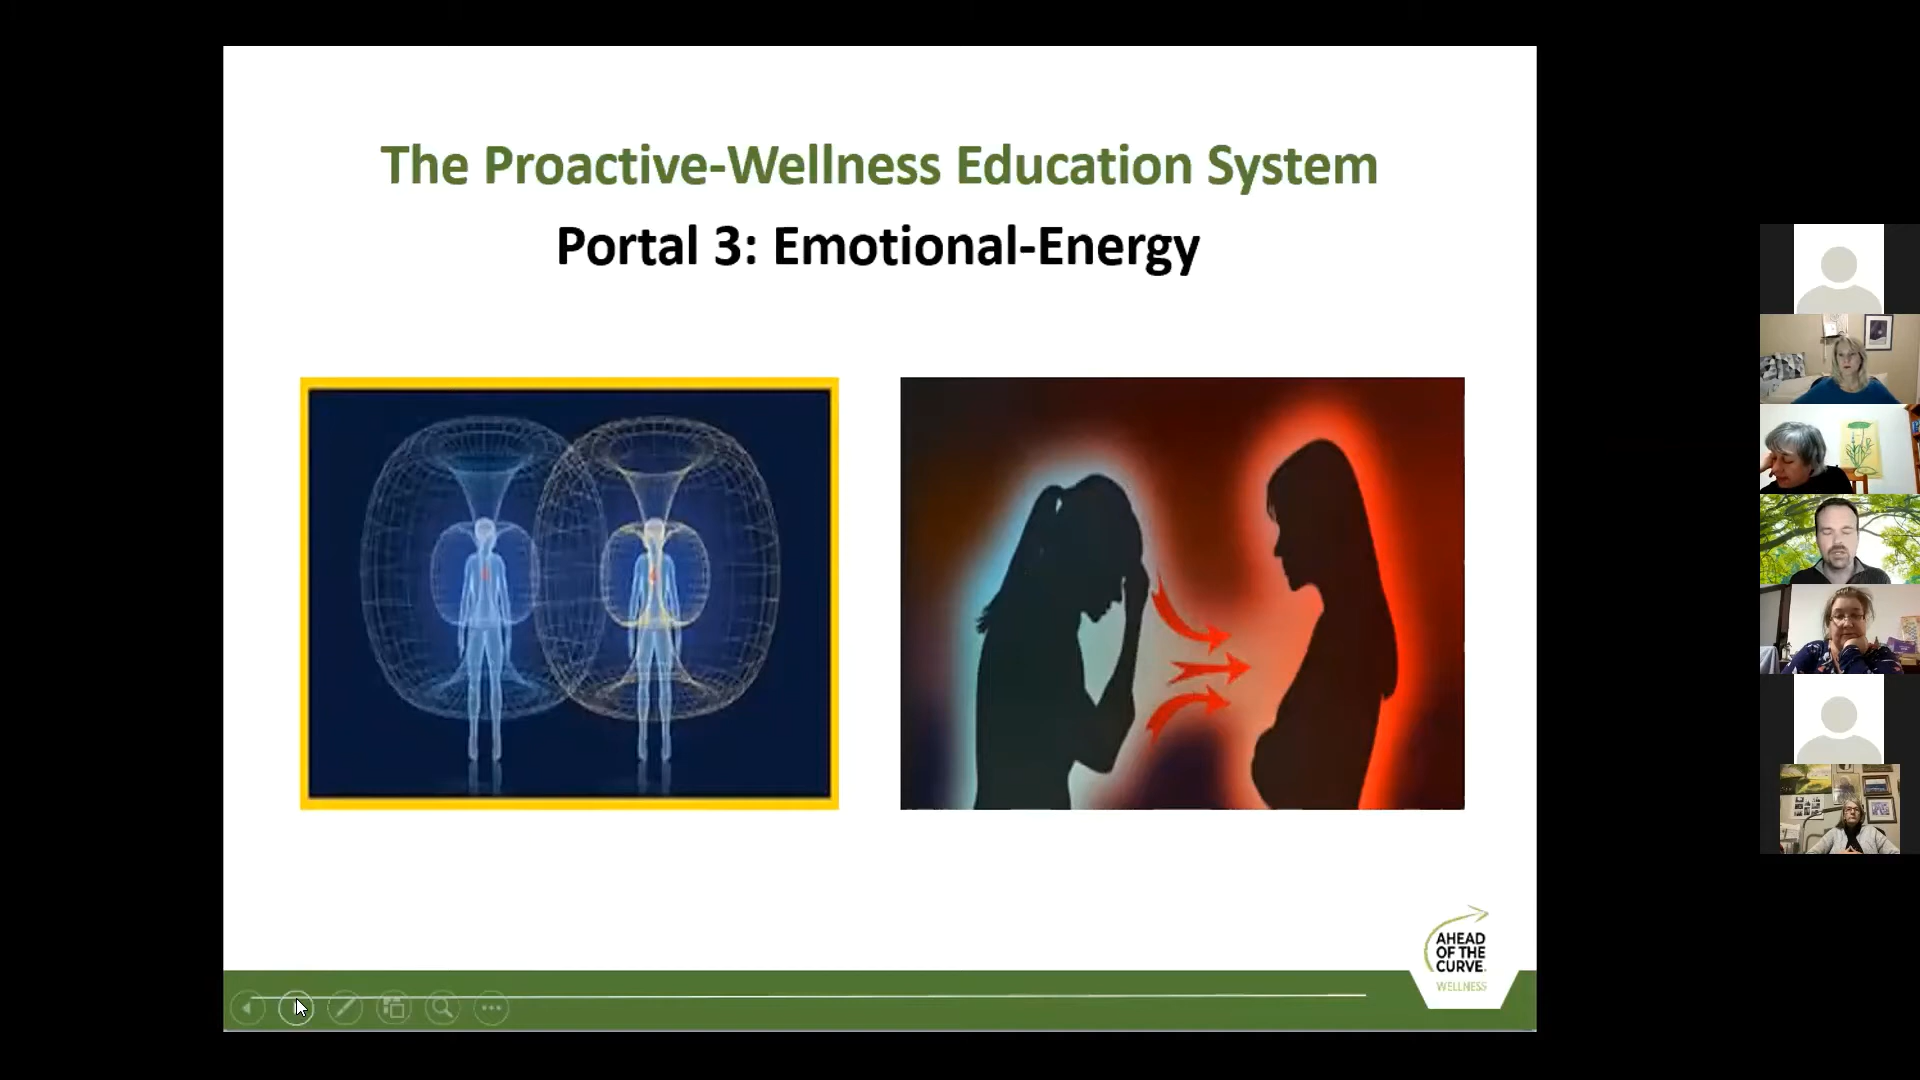 The Proactive-Wellness Education System
Portal 3: Emotional-Energy
AHEAD
OF THE
CURVE.
WELLNESS